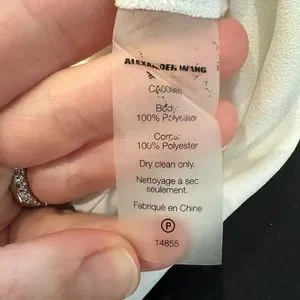 ALEXANDER WANG
Body:
100% Polyester
Corps:
100% Polyester
Dry clean only.
Nettoyage à sec
seulement.
Fabriqué en Chine
P
14855